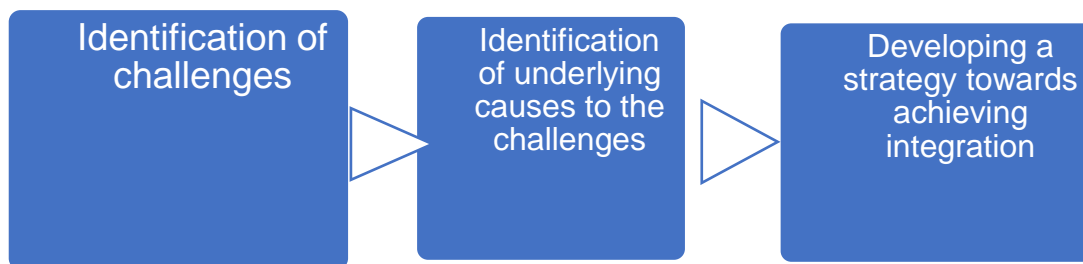 Identification of
challenges
Identification
of underlying
causes to the
challenges
Developing a
strategy towards
achieving
integration